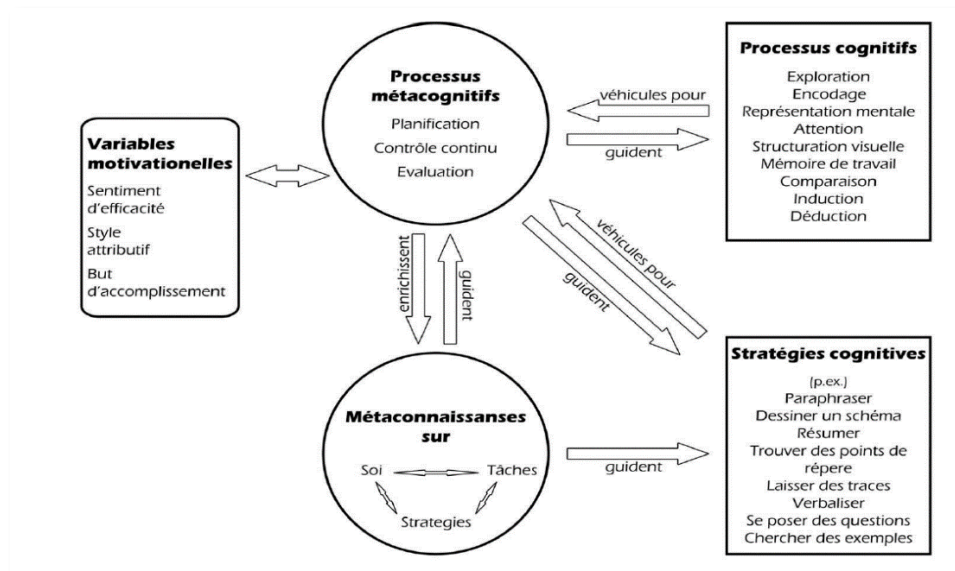 Variables
motivationelles
Sentiment
d'efficacité
Style
attributif
But
d'accomplissement
Processus
métacognitifs
Planification
Contrôle continu
Evaluation
véhicules pour
guident
Processus cognitifs
Exploration
Encodage
Représentation mentale
Attention
Structuration visuelle
Mémoire de travail
Comparaison
Induction
Déduction
enrichissent
guident
véhicules pour
guident
Métaconnaissanses
sur
Soi
Tâches
Strategies
guident
Stratégies cognitives
(p.ex.)
Paraphraser
Dessiner un schéma
Résumer
Trouver des points de
répere
Laisser des traces
Verbaliser
Se poser des questions
Chercher des exemples